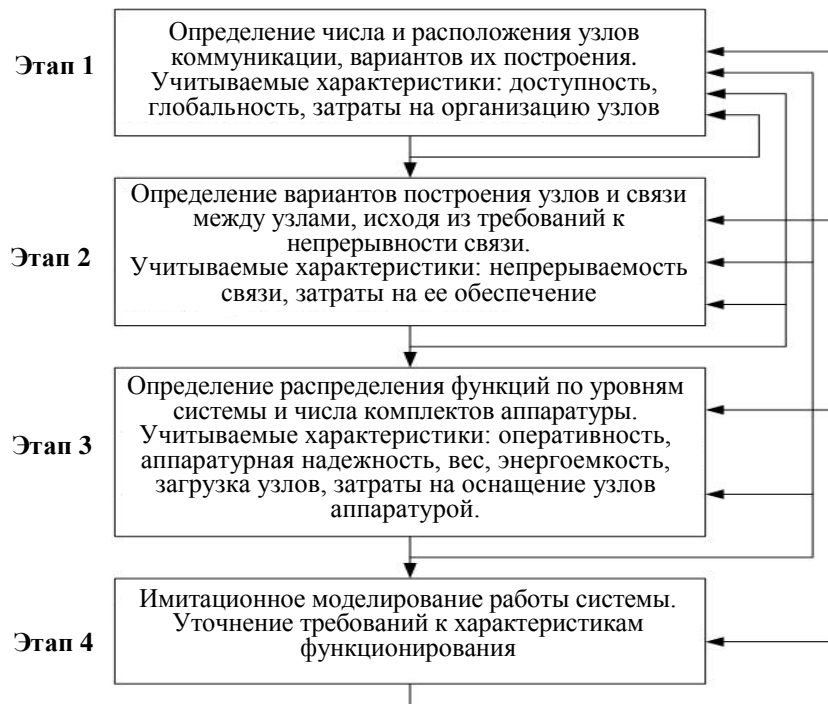 Этап 1
Определение числа и расположения узлов
коммуникации, вариантов их построения.
Учитываемые характеристики: доступность,
глобальность, затраты на организацию узлов
Этап 2
Определение вариантов построения узлов и связи
между узлами, исходя из требований к
непрерывности связи.
Учитываемые характеристики: непрерываемость
связи, затраты на ее обеспечение
Этап 3
Определение распределения функций по уровням
системы и числа комплектов аппаратуры.
Учитываемые характеристики: оперативность,
аппаратурная надежность, вес, энергоемкость,
загрузка узлов, затраты на оснащение узлов
аппаратурой.
Этап 4
Имитационное моделирование работы системы.
Уточнение требований к характеристикам
функционирования